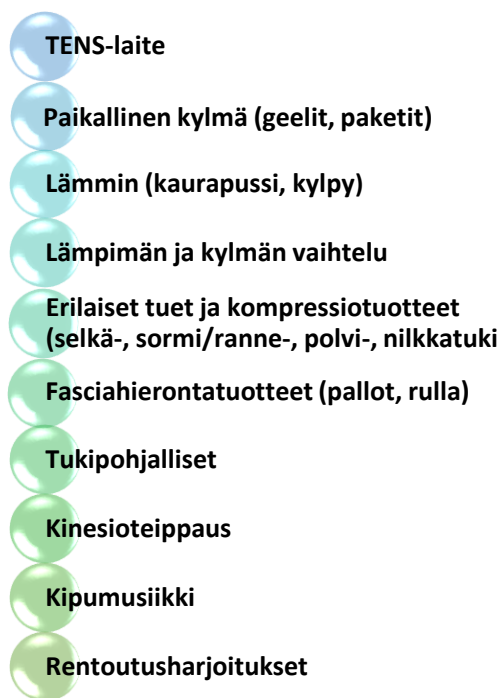 TENS-laite
Paikallinen kylmä (geelit, paketit)
Lämmin (kaurapussi, kylpy)
Lämpimän ja kylmän vaihtelu
Erilaiset tuet ja kompressiotuotteet
(selkä-, sormi/ranne-, polvi-, nilkkatuki
Fasciahierontatuotteet (pallot, rulla)
Tukipohjalliset
Kinesioteippaus
Kipumusiikki
Rentoutusharjoitukset